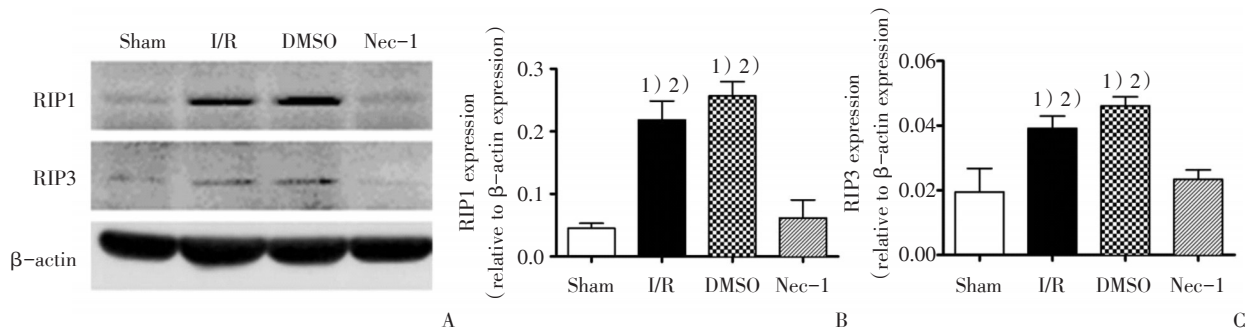 Sham I/R DMSO Nec-1
RIP1
RIP3
β-actin
A
RIP1 expression
(relative to β-actin expression)
0.3
0.2
0.1
0.0
1) 2)
1) 2)
Sham I/R DMSO Nec-1
B
RIP3 expression
(relative to β-actin expression)
0.06
0.04
0.02
0.00
1) 2)
1) 2)
Sham I/R DMSO Nec-1
C